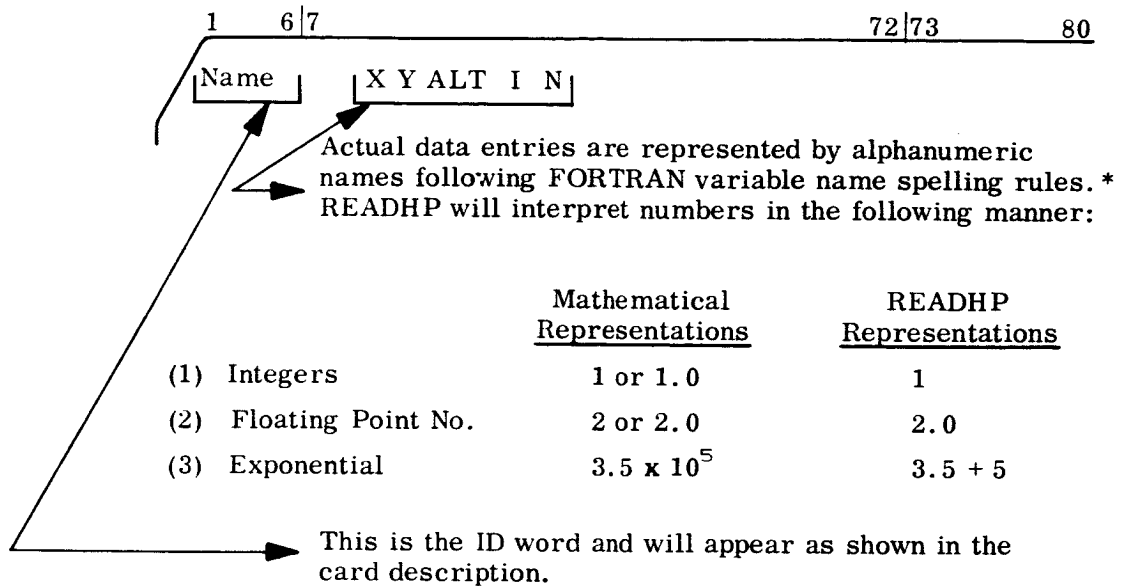 1 6|7 72|73 80
Name X Y ALT I N
Actual data entries are represented by alphanumeric
names following FORTRAN variable name spelling rules. *
READHP will interpret numbers in the following manner:
Mathematical READHP
Representations Representations
(1) Integers 1 or 1.0 1
(2) Floating Point No. 2 or 2.0 2.0
(3) Exponential 3.5 x 10⁵ 3.5 + 5
This is the ID word and will appear as shown in the
card description.